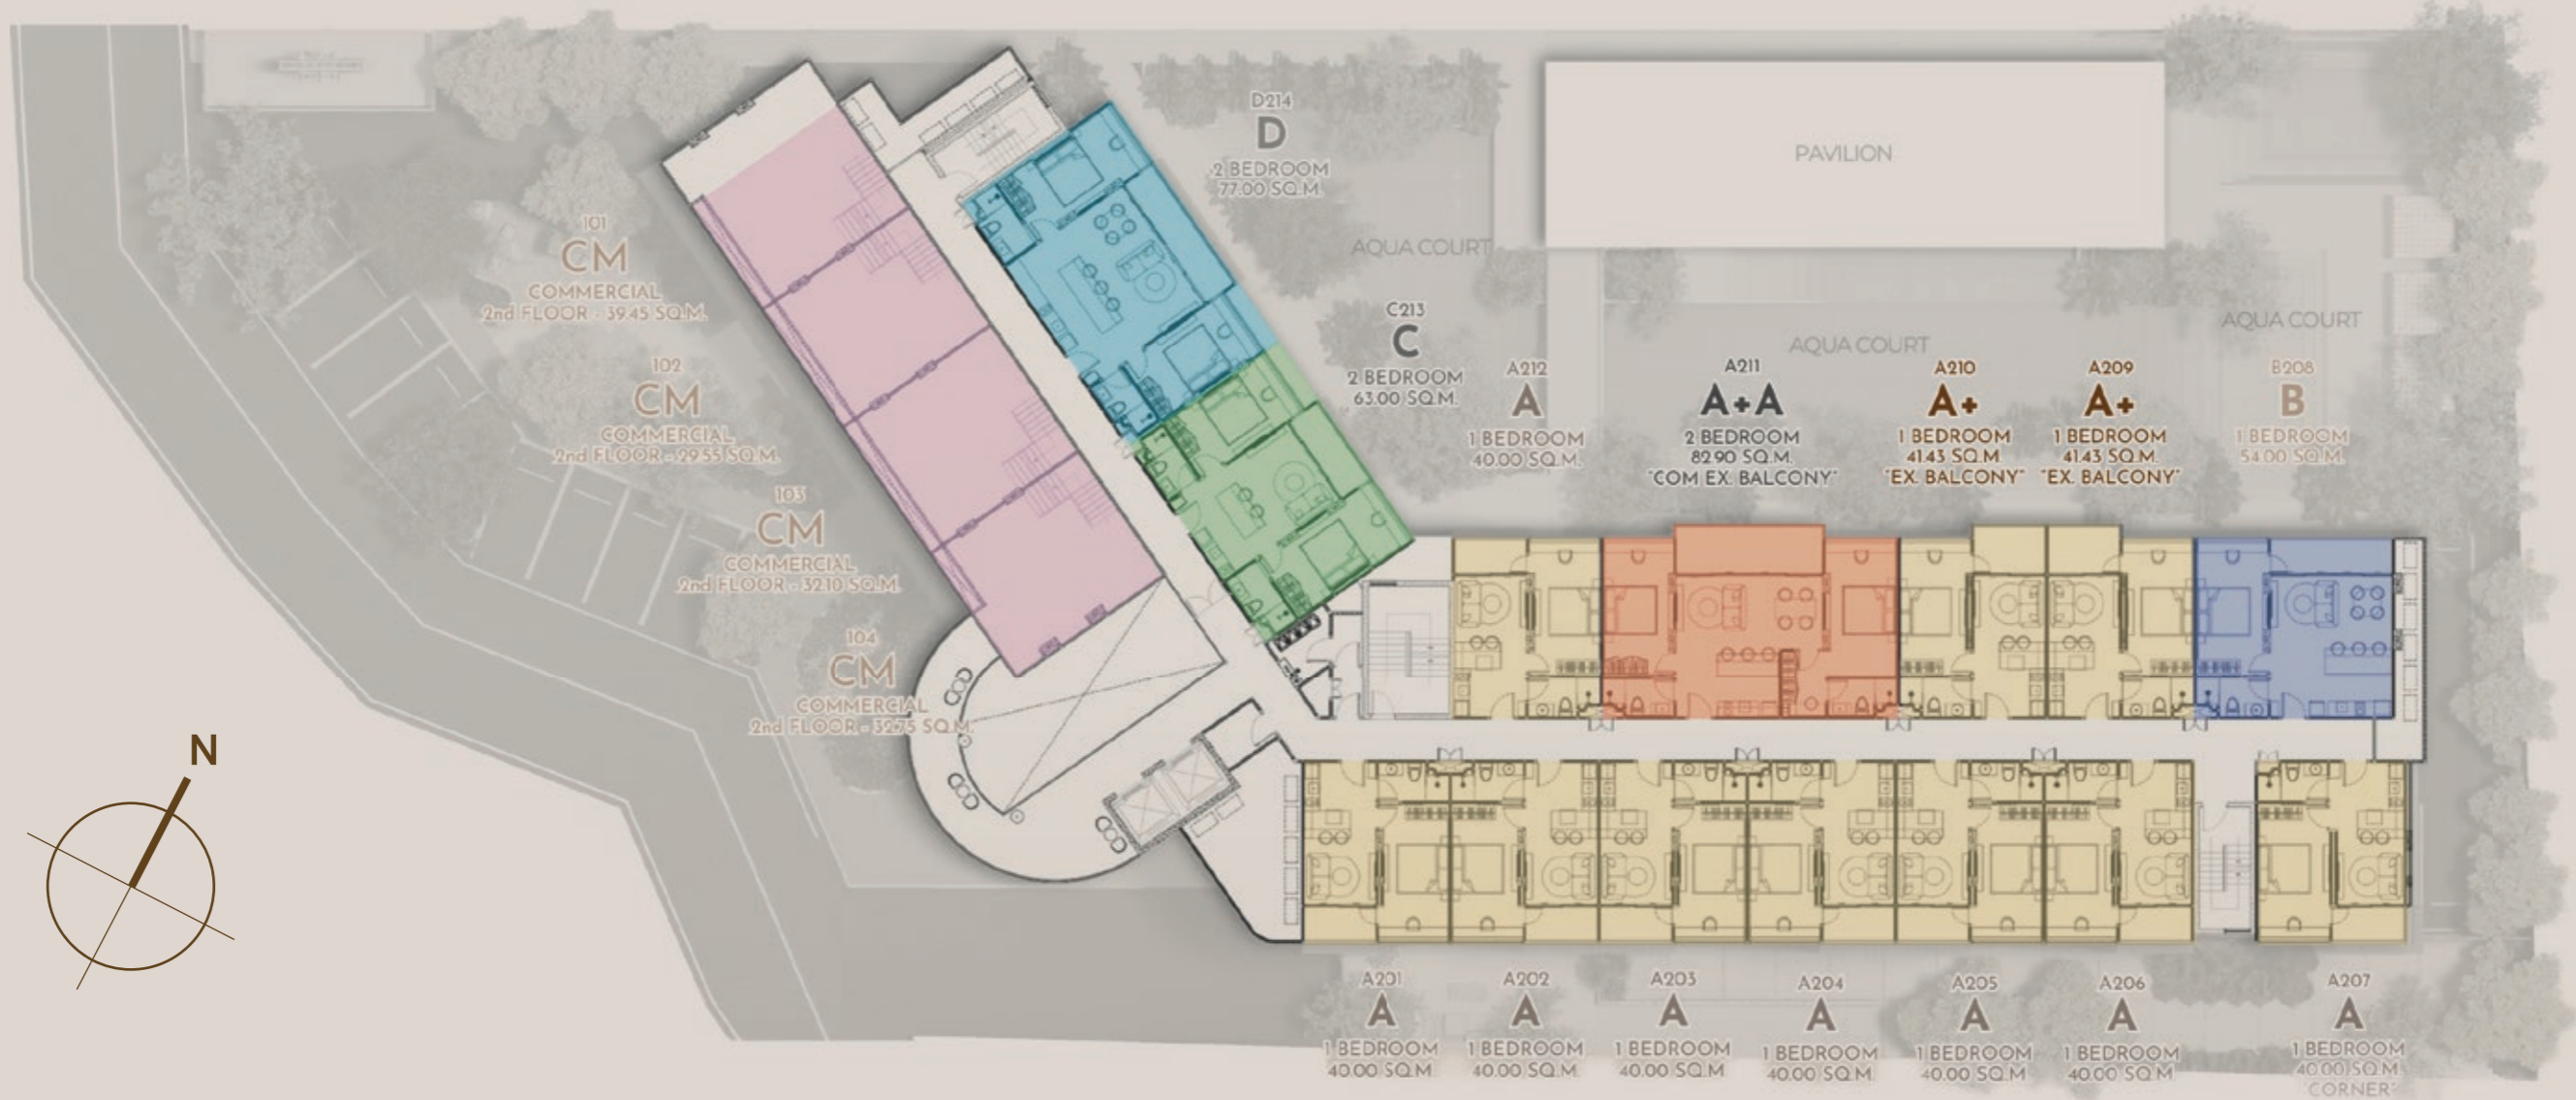 D214
D
2 BEDROOM
77.00 SQ.M.
PAVILION
AQUA COURT
101
CM
COMMERCIAL
2nd FLOOR - 39.45 SQ.M.
102
CM
COMMERCIAL
2nd FLOOR - 29.55 SQ.M.
103
CM
COMMERCIAL
2nd FLOOR - 32.10 SQ.M.
104
CM
COMMERCIAL
2nd FLOOR - 32.75 SQ.M.
C213
C
2 BEDROOM
63.00 SQ.M.
A212
A
1 BEDROOM
40.00 SQ.M.
AQUA COURT
A211
A+A
2 BEDROOM
82.90 SQ.M.
"COM EX. BALCONY"
A210
A+
1 BEDROOM
41.43 SQ.M
"EX. BALCONY"
A209
A+
1 BEDROOM
41.43 SQ.M.
"EX. BALCONY"
AQUA COURT
B208
B
1 BEDROOM
54.00 SQ.M.
N
A201
A
1 BEDROOM
40.00 SQ.M.
A202
A
1 BEDROOM
40.00 SQ.M.
A203
A
1 BEDROOM
40.00 SQ.M.
A204
A
1 BEDROOM
40.00 SQ.M.
A205
A
1 BEDROOM
40.00 SQ.M
A206
A
1 BEDROOM
40.00 SQ.M.
A207
A
1 BEDROOM
40.00 SQ.M.
"CORNER"